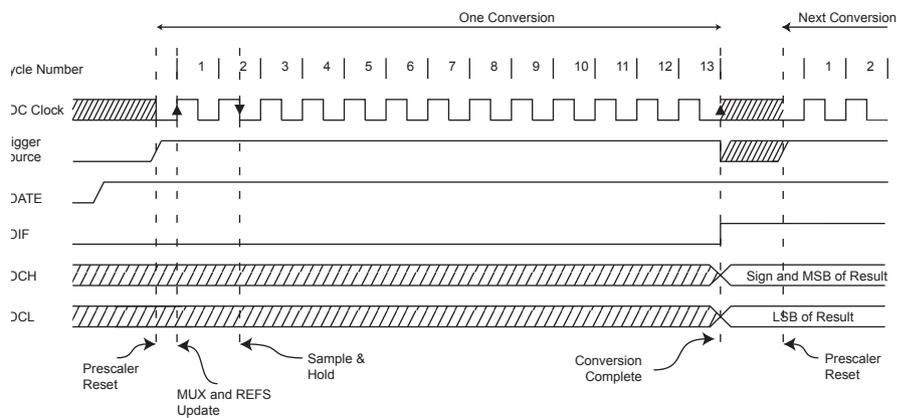 One Conversion
Next Conversion
ycle Number
1 2 3 4 5 6 7 8 9 10 11 12 13
1 2
DC Clock
igger
ource
DATE
DIF
DCH
Sign and MSB of Result
DCL
LSB of Result
Prescaler
Reset
MUX and REFS
Update
Sample &
Hold
Conversion
Complete
Prescaler
Reset